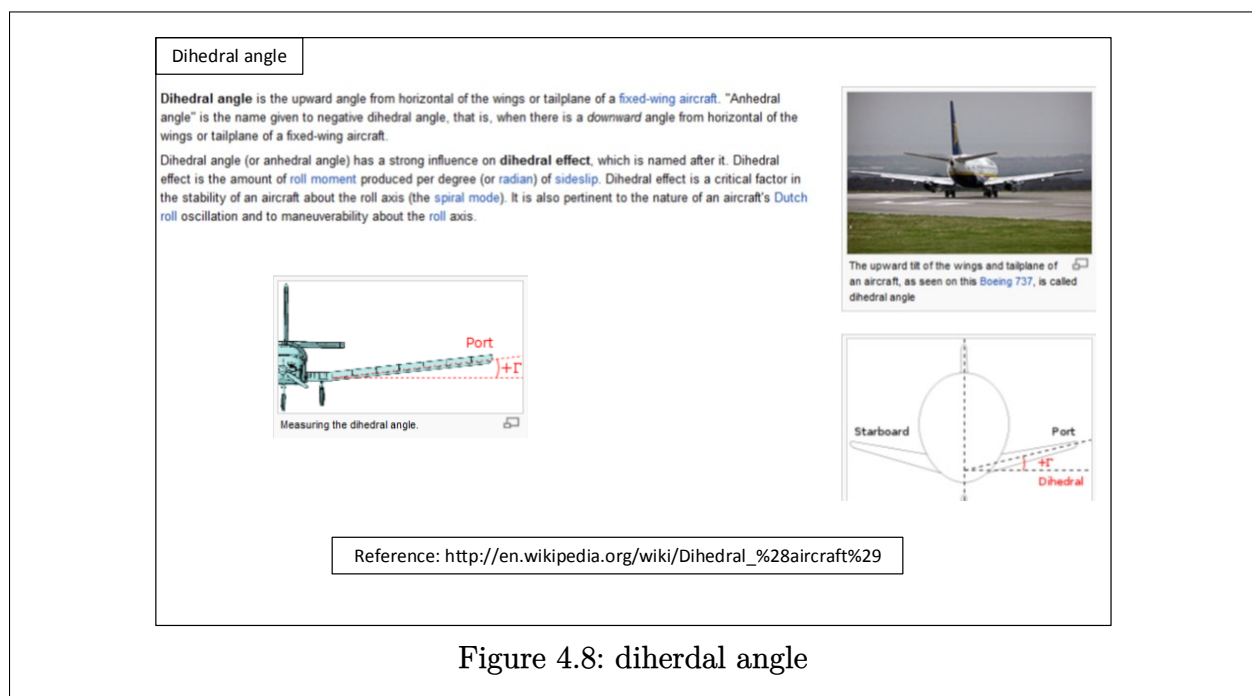 Dihedral angle
Dihedral angle is the upward angle from horizontal of the wings or tailplane of a fixed-wing aircraft. "Anhedral
angle" is the name given to negative dihedral angle, that is, when there is a downward angle from horizontal of the
wings or tailplane of a fixed-wing aircraft.
Dihedral angle (or anhedral angle) has a strong influence on dihedral effect, which is named after it. Dihedral
effect is the amount of roll moment produced per degree (or radian) of sideslip. Dihedral effect is a critical factor in
the stability of an aircraft about the roll axis (the spiral mode). It is also pertinent to the nature of an aircraft's Dutch
roll oscillation and to maneuverability about the roll axis.
The upward tilt of the wings and tailplane of
an aircraft, as seen on this Boeing 737, is called
dihedral angle
Port
+Γ
Measuring the dihedral angle.
Starboard
Port
+Γ
Dihedral
Reference: http://en.wikipedia.org/wiki/Dihedral_%28aircraft%29
Figure 4.8: diherdal angle